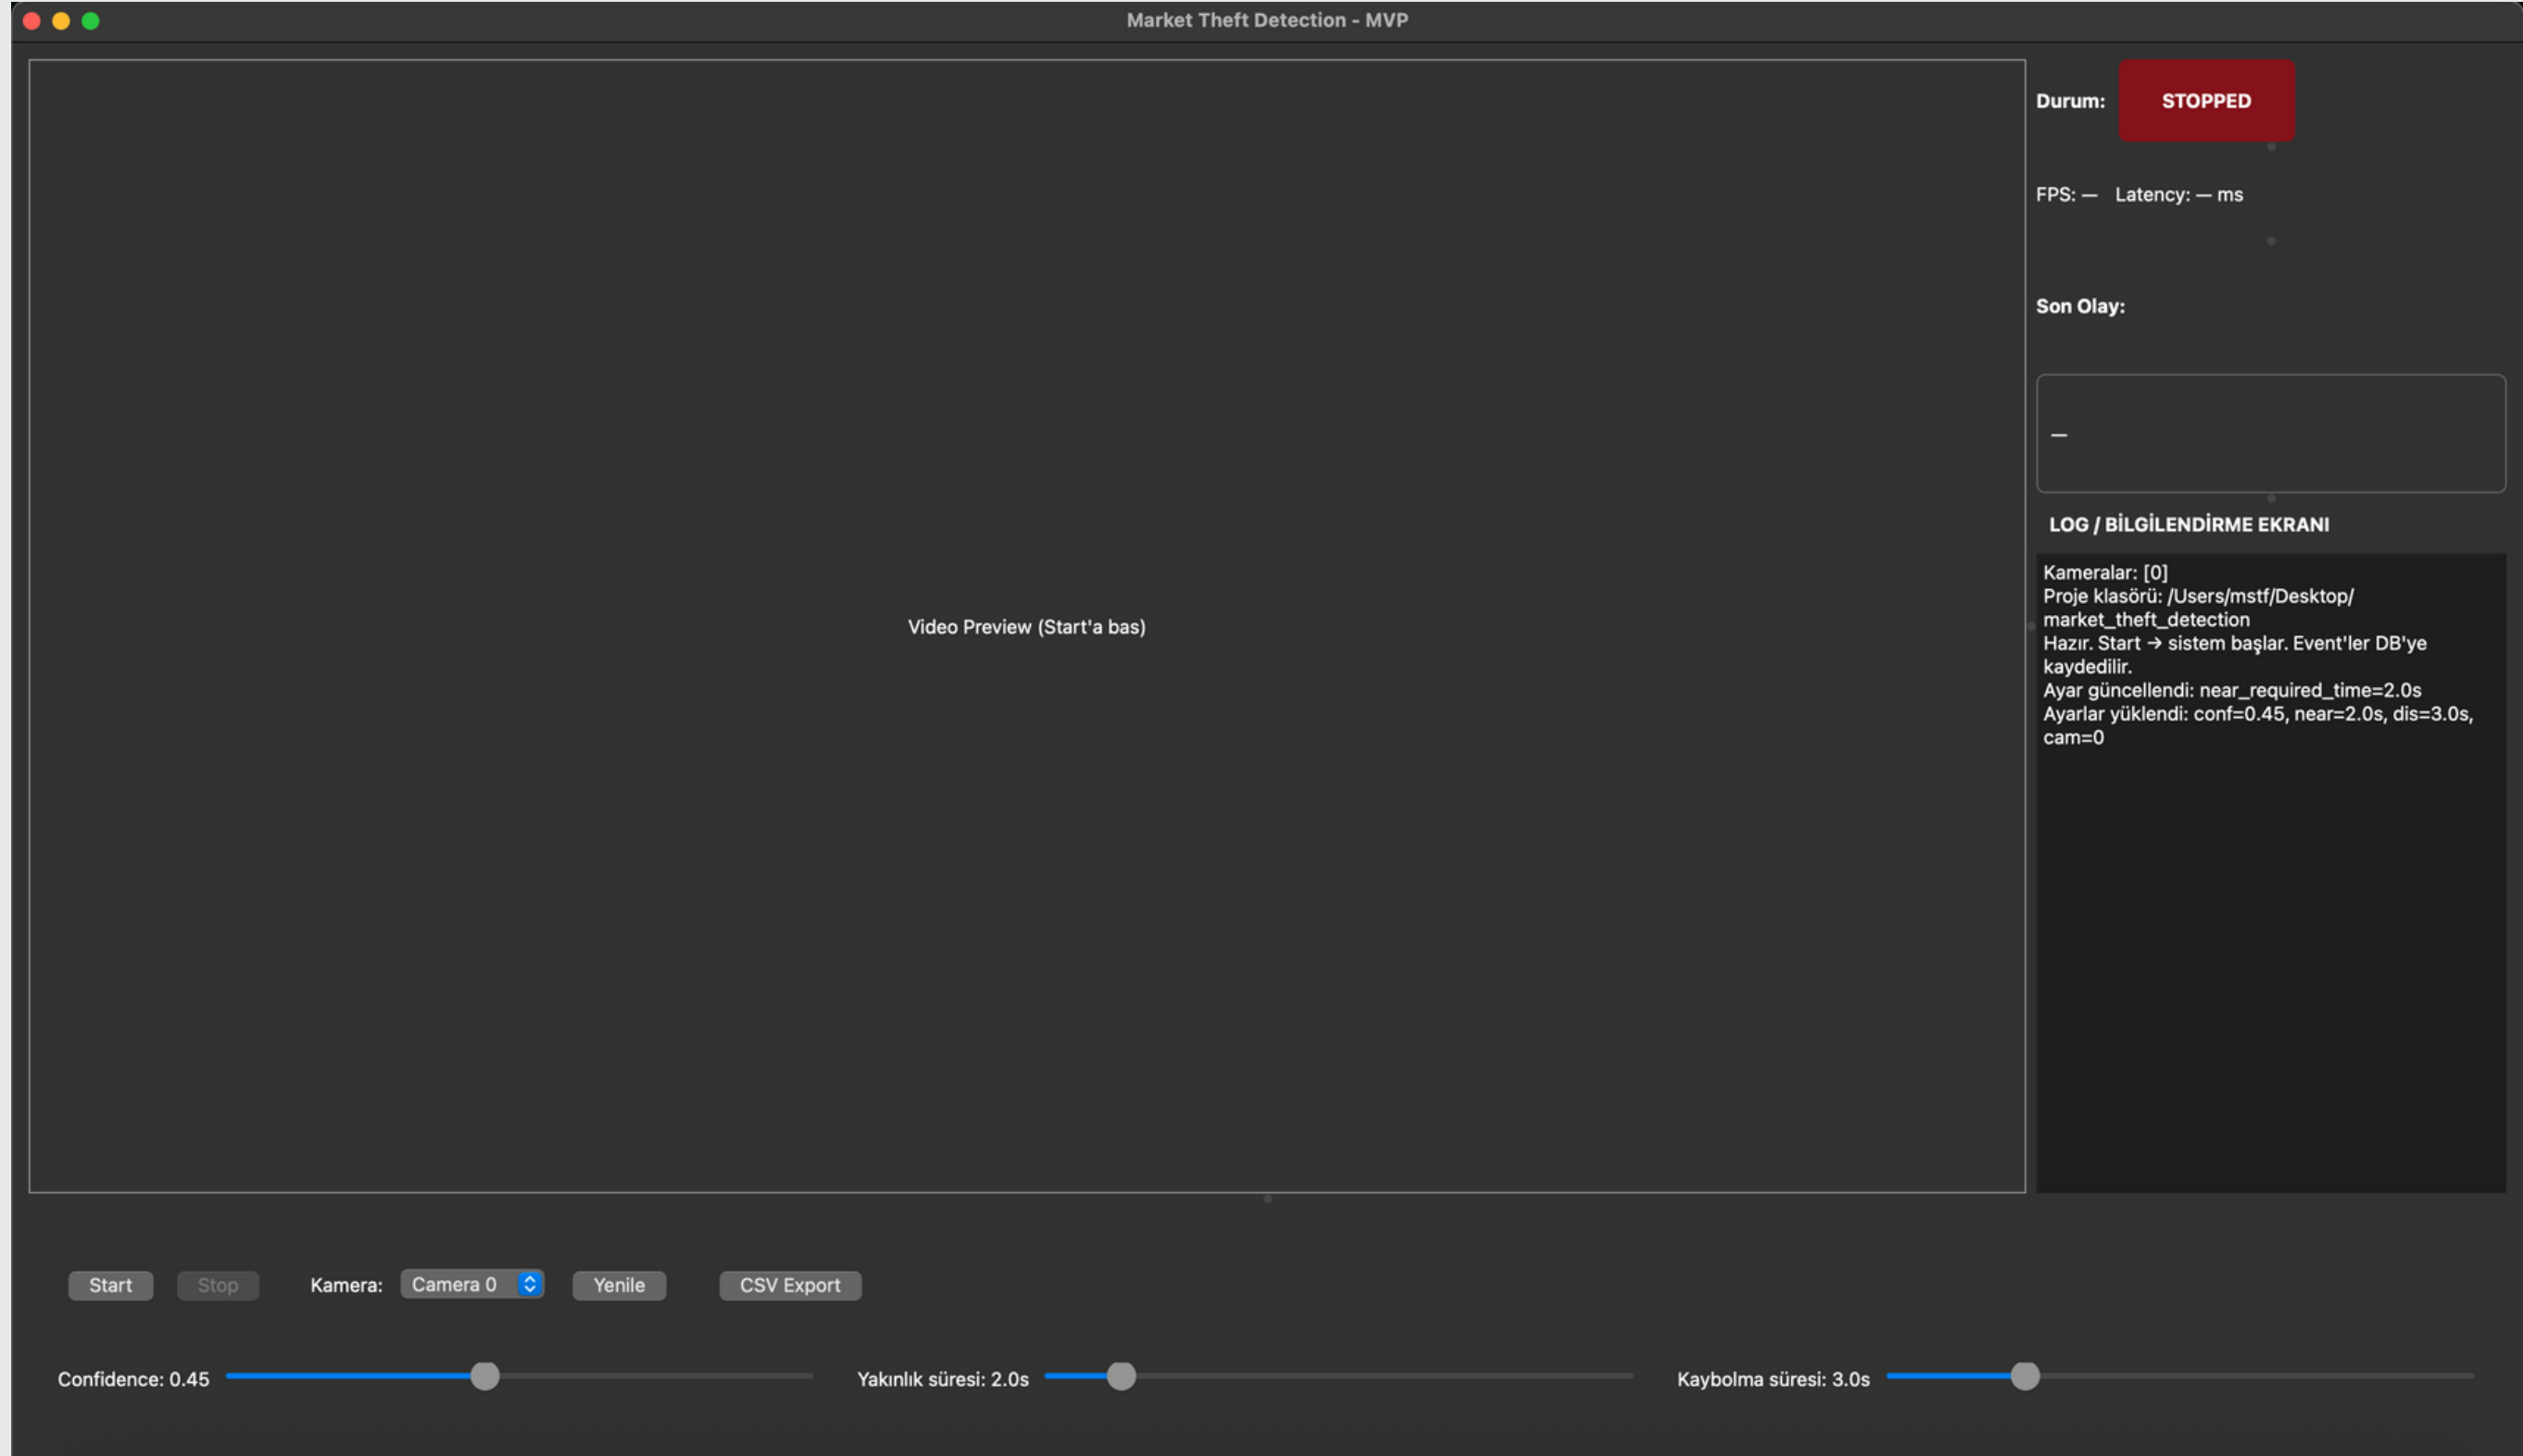 Market Theft Detection - MVP
Durum: STOPPED
FPS: — Latency: — ms
Son Olay:
—
Video Preview (Start'a bas)
LOG / BİLGİLENDİRME EKRANI
Kameralar: [0]
Proje klasörü: /Users/mstf/Desktop/
market_theft_detection
Hazır. Start → sistem başlar. Event'ler DB'ye
kaydedilir.
Ayar güncellendi: near_required_time=2.0s
Ayarlar yüklendi: conf=0.45, near=2.0s, dis=3.0s,
cam=0
Start Stop Kamera: Camera 0 Yenile CSV Export
Confidence: 0.45 Yakınlık süresi: 2.0s Kaybolma süresi: 3.0s